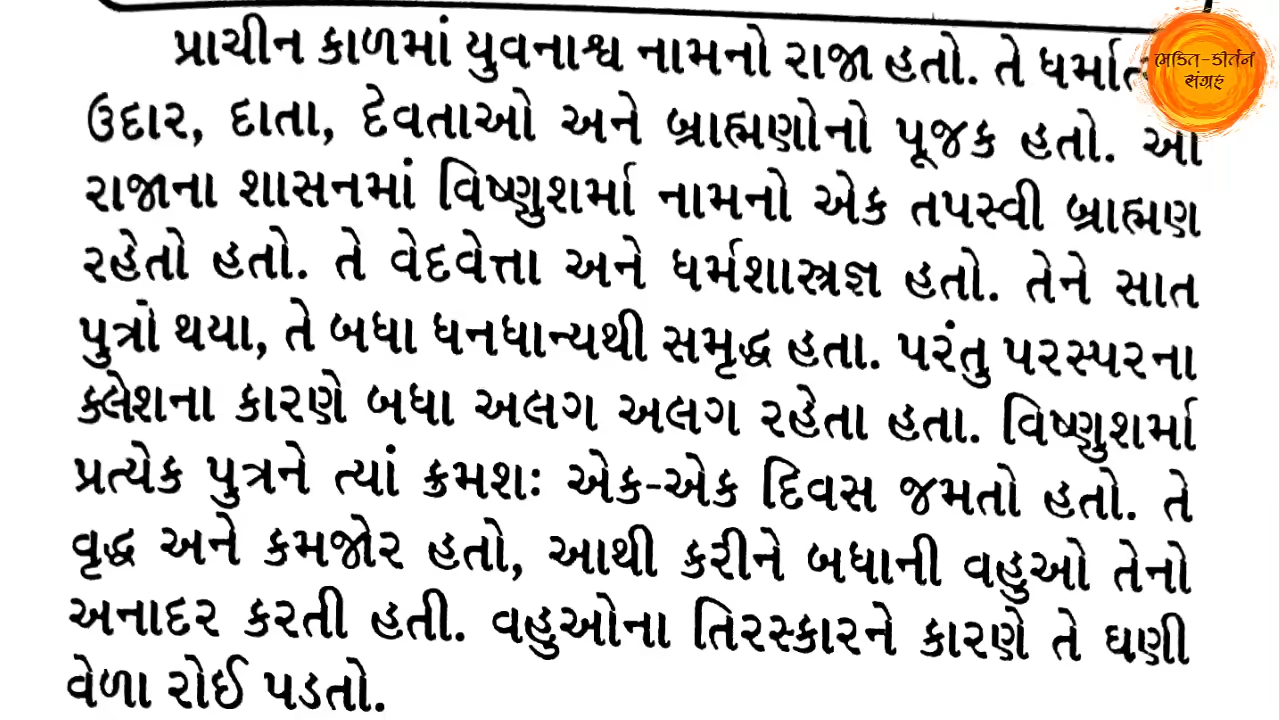 પ્રાચીન કાળમાં યુવનાશ્વ નામનો રાજા હતો. તે
ઉદાર, દાતા, દેવતાઓ અને બ્રાહ્મણોનો પૂજક હતો. આ
રાજાના શાસનમાં વિષ્ણુશર્મા નામનો એક તપસ્વી બ્રાહ્મણ
રહેતો હતો. તે વેદવેત્તા અને ધર્મશાસ્ત્રજ્ઞ હતો. તેને સાત
પુત્રો થયા, તે બધા ધનધાન્યથી સમૃદ્ધ હતા. પરંતુ પરસ્પરના
ક્લેશના કારણે બધા અલગ અલગ રહેતા હતા. વિષ્ણુશર્મા
પ્રત્યેક પુત્રને ત્યાં ક્રમશઃ એક-એક દિવસ જમતો હતો. તે
વૃદ્ધ અને કમજોર હતો, આથી કરીને બધાની વહુઓ તેનો
અનાદર કરતી હતી. વહુઓના તિરસ્કારને કારણે તે ઘણી
વેળા રોઈ પડતો.
ભક્તિ-કીર્તન
સંગ્રહ